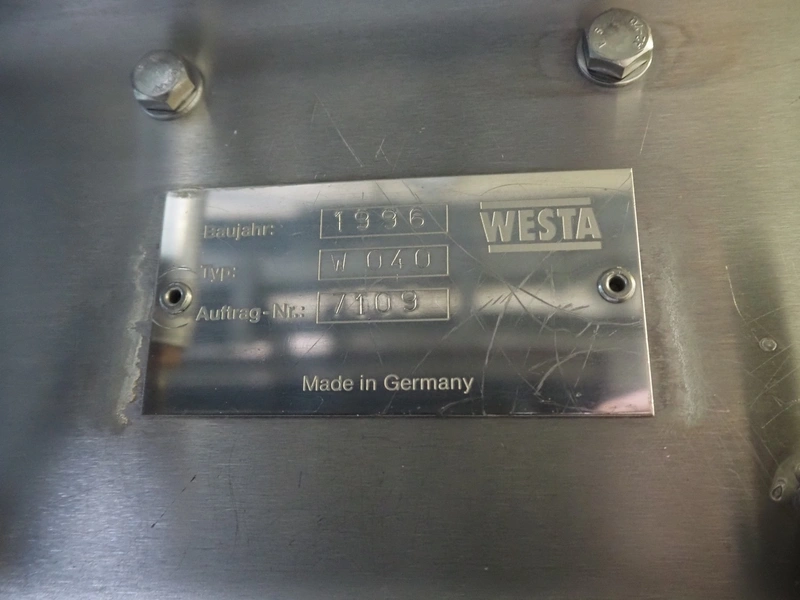 Baujahr: 1996
WESTA
Typ: W 040
Auftrag-Nr.: 7109
Made in Germany